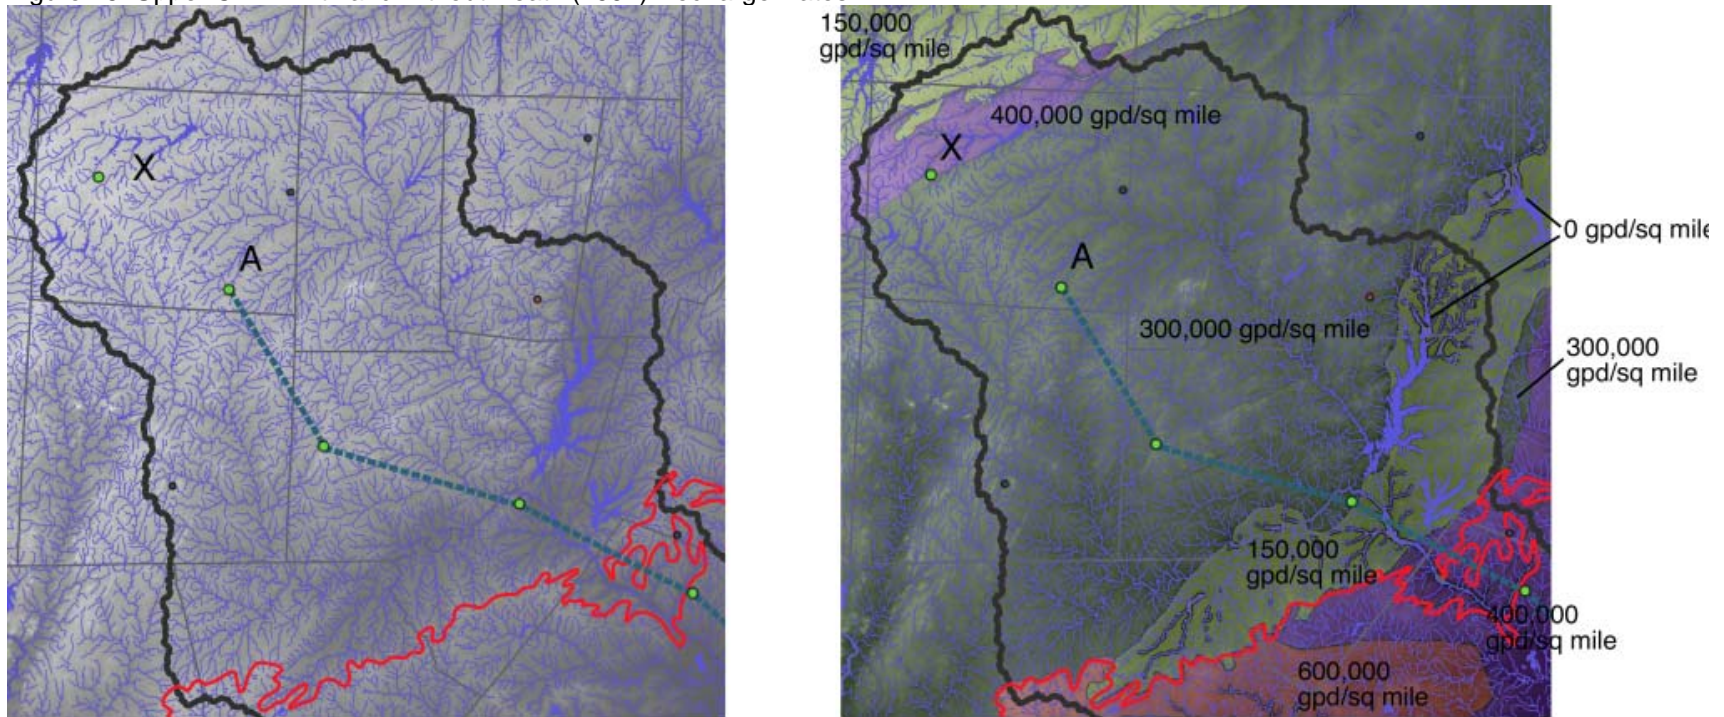 X
A
150,000
gpd/sq mile
400,000 gpd/sq mile
X
A
0 gpd/sq mile
300,000 gpd/sq mile
300,000
gpd/sq mile
150,000
gpd/sq mile
400,000
gpd/sq mile
600,000
gpd/sq mile